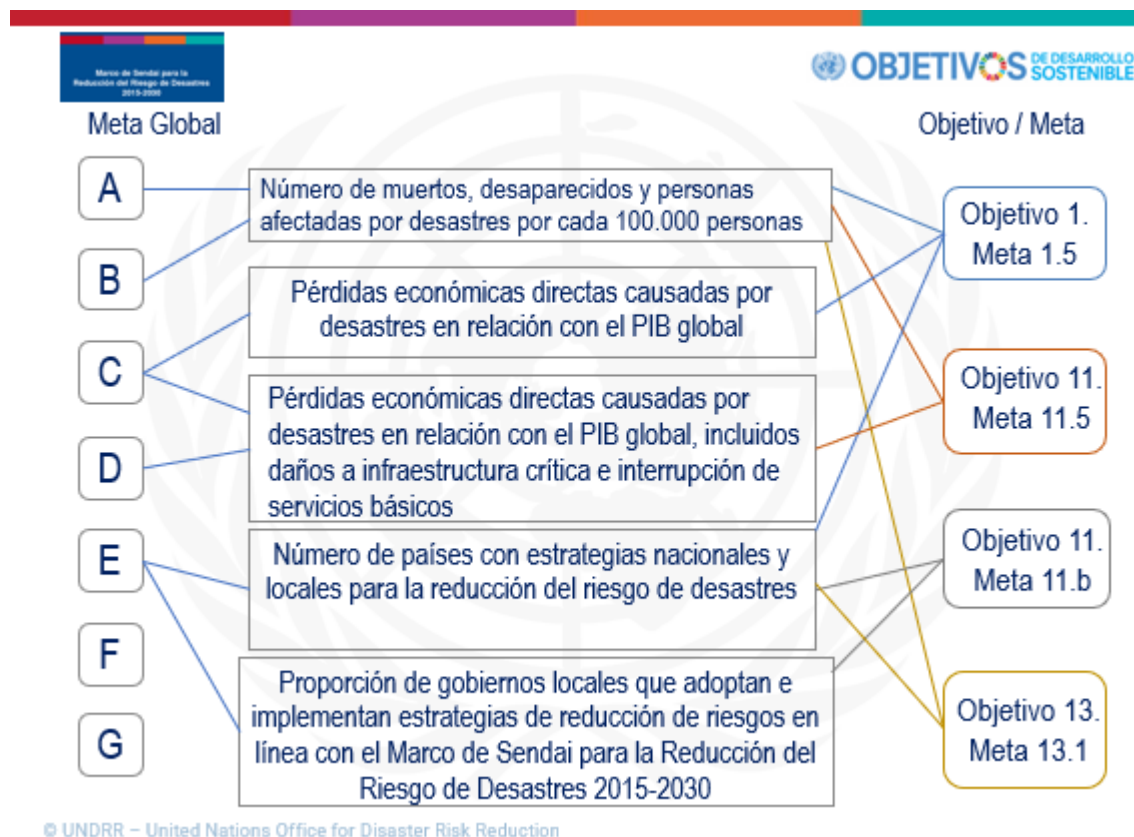 Marco de Sendai para la
Reducción del Riesgo de Desastres
2015-2030
OBJETIVOS DE DESARROLLO
SOSTENIBLE
Meta Global
Objetivo / Meta
A
B
C
D
E
F
G
Número de muertos, desaparecidos y personas
afectadas por desastres por cada 100.000 personas
Pérdidas económicas directas causadas por
desastres en relación con el PIB global
Pérdidas económicas directas causadas por
desastres en relación con el PIB global, incluidos
daños a infraestructura crítica e interrupción de
servicios básicos
Número de países con estrategias nacionales y
locales para la reducción del riesgo de desastres
Proporción de gobiernos locales que adoptan e
implementan estrategias de reducción de riesgos en
línea con el Marco de Sendai para la Reducción del
Riesgo de Desastres 2015-2030
Objetivo 1.
Meta 1.5
Objetivo 11.
Meta 11.5
Objetivo 11.
Meta 11.b
Objetivo 13.
Meta 13.1
© UNDRR – United Nations Office for Disaster Risk Reduction